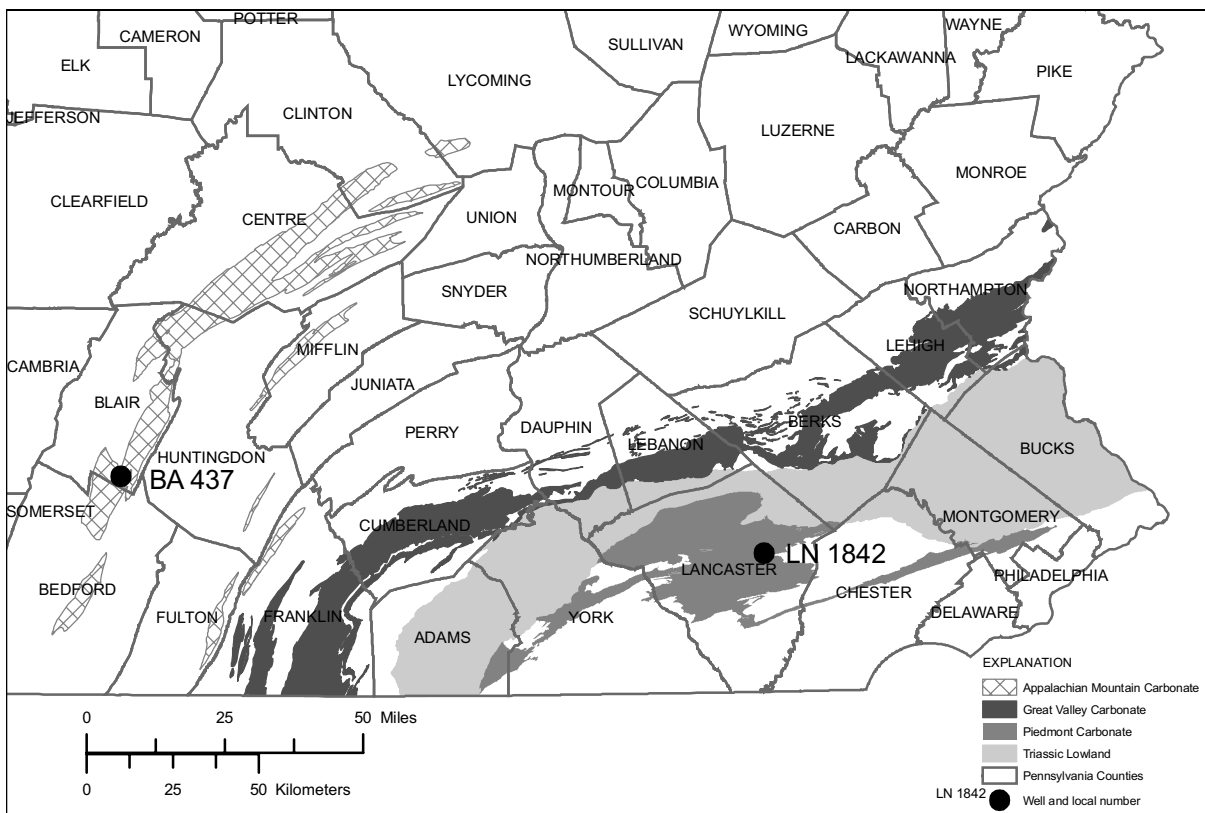 POTTER
CAMERON
ELK
SULLIVAN
WYOMING
WAYNE
LACKAWANNA
PIKE
LYCOMING
CLINTON
JEFFERSON
LUZERNE
MONROE
CLEARFIELD
CENTRE
UNION
MONTOUR
COLUMBIA
CARBON
NORTHUMBERLAND
SNYDER
NORTHAMPTON
SCHUYLKILL
LEHIGH
MIFFLIN
CAMBRIA
JUNIATA
BLAIR
PERRY
DAUPHIN
LEBANON
BERKS
BUCKS
HUNTINGDON
BA 437
SOMERSET
CUMBERLAND
MONTGOMERY
LN 1842
LANCASTER
PHILADELPHIA
BEDFORD
FULTON
FRANKLIN
ADAMS
YORK
CHESTER
DELAWARE
EXPLANATION
Appalachian Mountain Carbonate
Great Valley Carbonate
Piedmont Carbonate
Triassic Lowland
Pennsylvania Counties
LN 1842 Well and local number
0 25 50 Miles
0 25 50 Kilometers